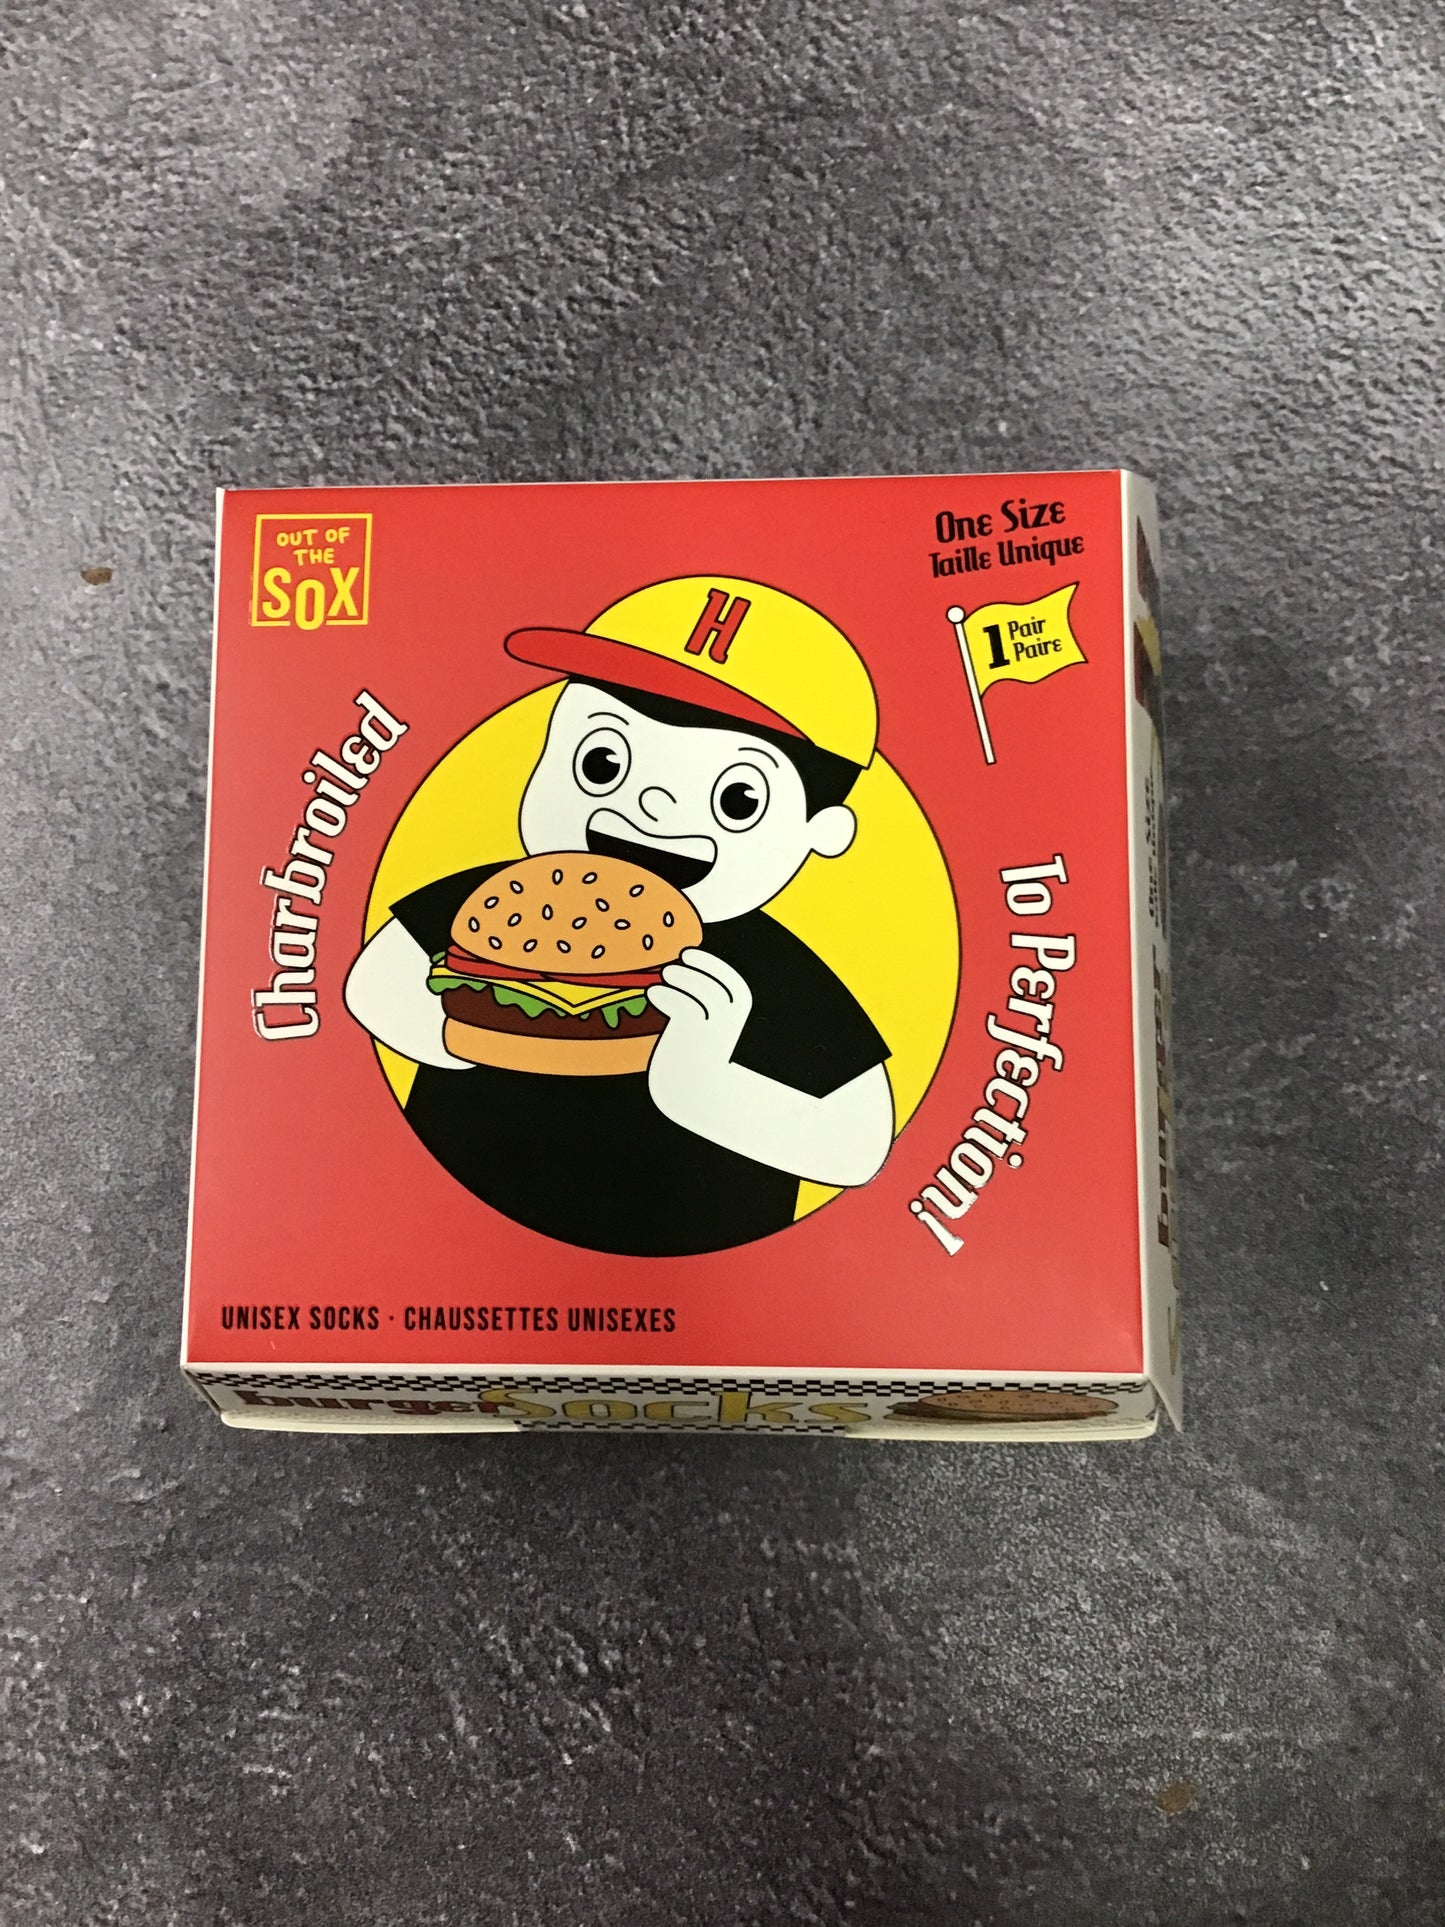 OUT OF
THE
SOX
One Size
Taille Unique
1 Pair
Paire
H
Charbroiled
To Perfection!
UNISEX SOCKS · CHAUSSETTES UNISEXES
burger Socks